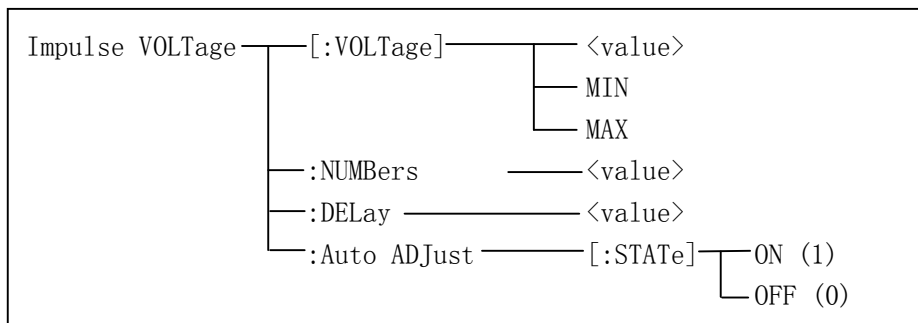 Impulse VOLTage [:VOLTage] <value>
MIN
MAX
:NUMBers <value>
:DELay <value>
:Auto ADJust [:STATe] ON (1)
OFF (0)